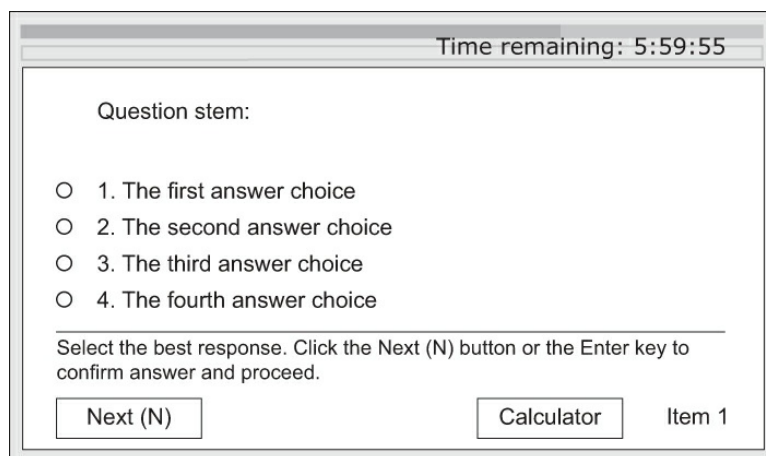 Time remaining: 5:59:55
Question stem:
1. The first answer choice
2. The second answer choice
3. The third answer choice
4. The fourth answer choice
Select the best response. Click the Next (N) button or the Enter key to
confirm answer and proceed.
Next (N)
Calculator
Item 1